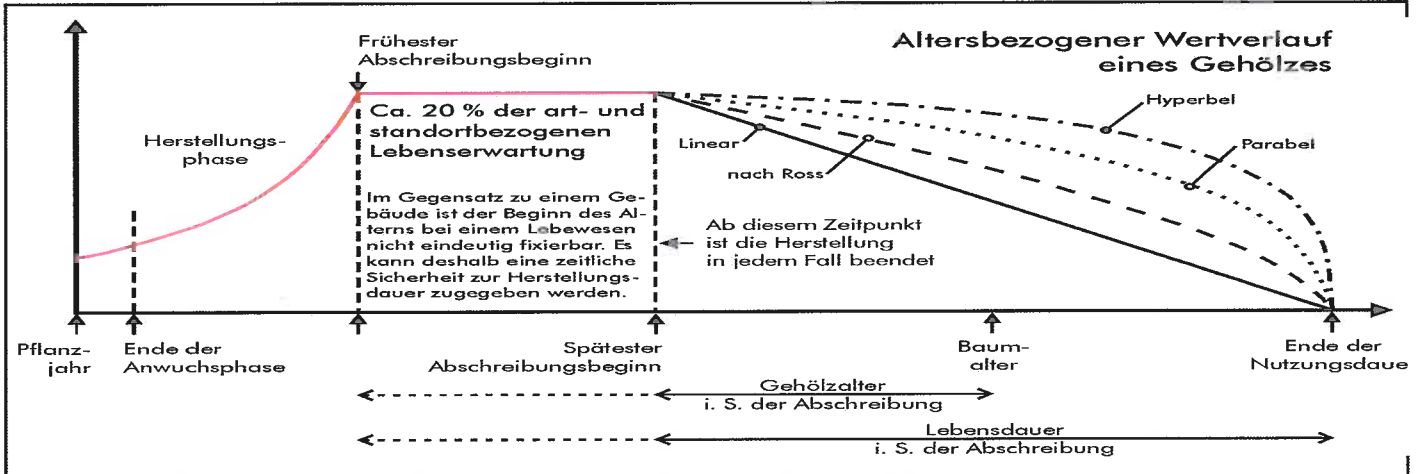 Altersbezogener Wertverlauf
eines Gehölzes
Frühester
Abschreibungsbeginn
Herstellungs-
phase
Ca. 20 % der art- und
standortbezogenen
Lebenserwartung
Im Gegensatz zu einem Ge-
bäude ist der Beginn des Al-
terns bei einem Lebewesen
nicht eindeutig fixierbar. Es
kann deshalb eine zeitliche
Sicherheit zur Herstellungs-
dauer zugegeben werden.
Linear
nach Ross
Hyperbel
Parabel
Ab diesem Zeitpunkt
ist die Herstellung
in jedem Fall beendet
Pflanz-
jahr
Ende der
Anwuchsphase
Spätester
Abschreibungsbeginn
Baum-
alter
Ende der
Nutzungsdaue
Gehölzalter
i. S. der Abschreibung
Lebensdauer
i. S. der Abschreibung